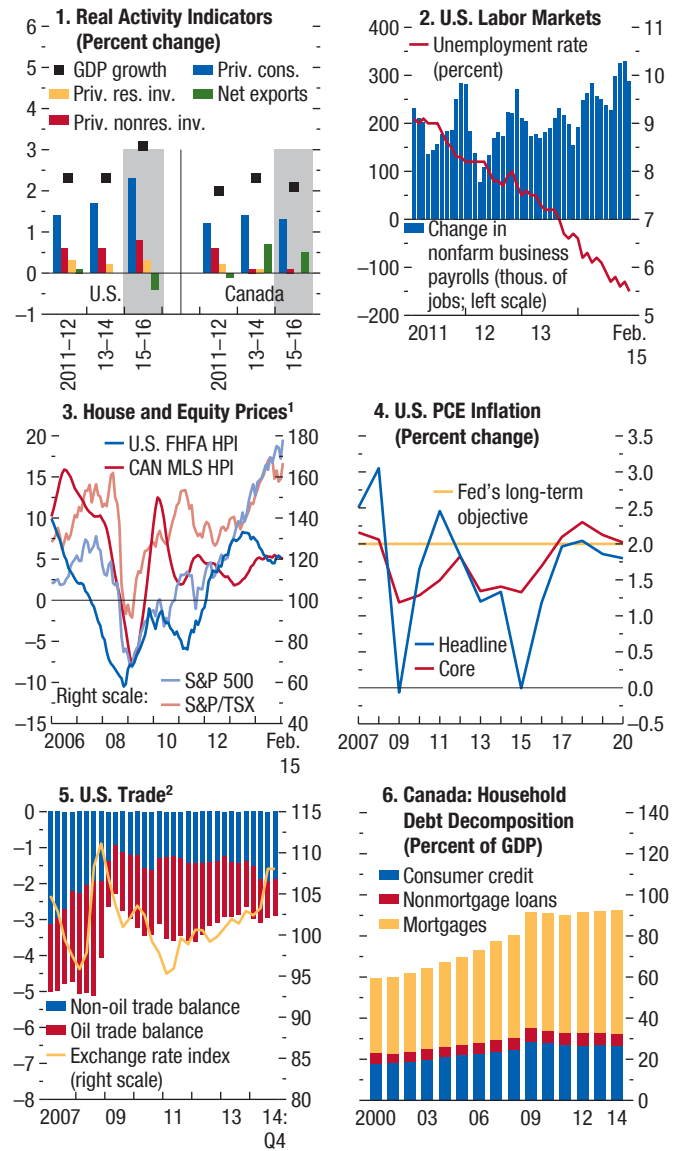 1. Real Activity Indicators
(Percent change)
GDP growth
Priv. cons.
Priv. res. inv.
Net exports
Priv. nonres. inv.
6
5
4
3
2
1
0
–1
U.S.
Canada
2011–12
13–14
15–16
2011–12
13–14
15–16
2. U.S. Labor Markets
Unemployment rate
(percent)
Change in
nonfarm business
payrolls (thous. of
jobs; left scale)
400
300
200
100
0
–100
–200
11
10
9
8
7
6
5
2011
12
13
Feb.
15
3. House and Equity Prices¹
U.S. FHFA HPI
CAN MLS HPI
Right scale:
S&P 500
S&P/TSX
20
15
10
5
0
–5
–10
–15
180
160
140
120
100
80
60
40
2006
08
10
12
Feb.
15
4. U.S. PCE Inflation
(Percent change)
Fed's long-term
objective
Headline
Core
3.5
3.0
2.5
2.0
1.5
1.0
0.5
0.0
–0.5
2007
09
11
13
15
17
20
5. U.S. Trade²
Non-oil trade balance
Oil trade balance
Exchange rate index
(right scale)
0
–1
–2
–3
–4
–5
–6
–7
–8
115
110
105
100
95
90
85
80
2007
09
11
13
14:
Q4
6. Canada: Household
Debt Decomposition
(Percent of GDP)
Consumer credit
Nonmortgage loans
Mortgages
140
120
100
80
60
40
20
0
2000
03
06
09
12
14